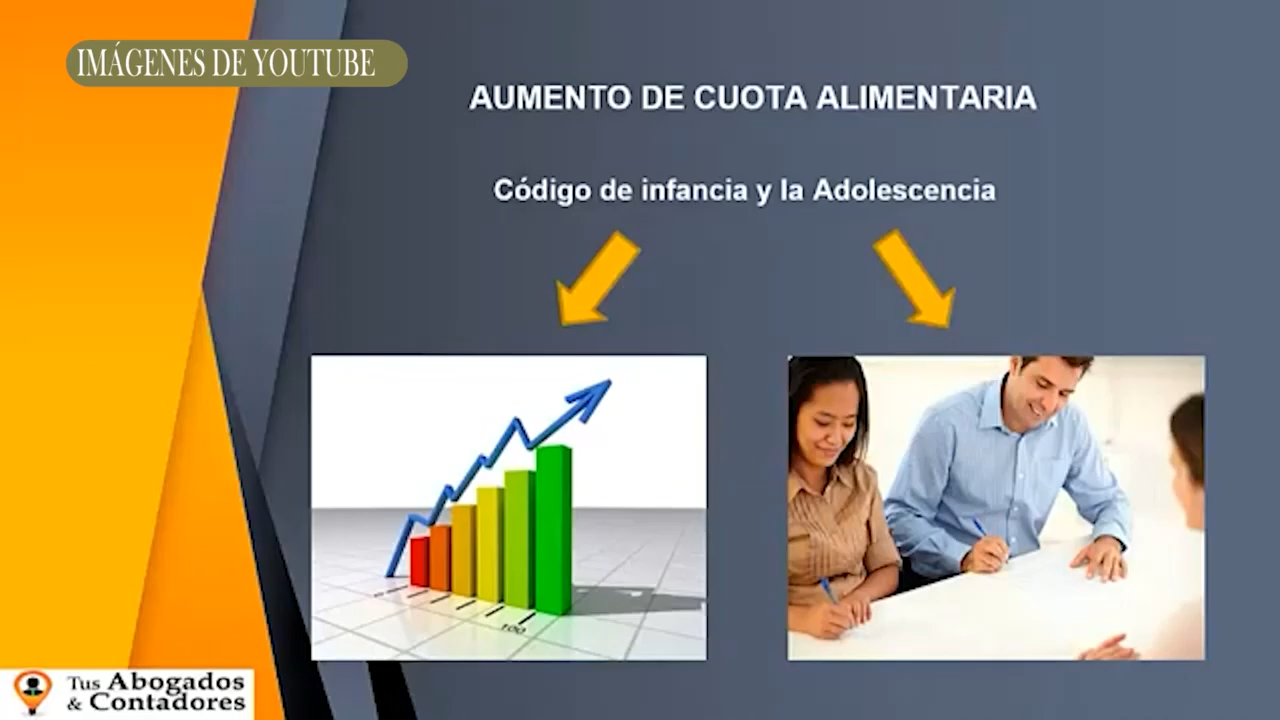 IMÁGENES DE YOUTUBE
AUMENTO DE CUOTA ALIMENTARIA
Código de infancia y la Adolescencia
100
Tus Abogados
& Contadores